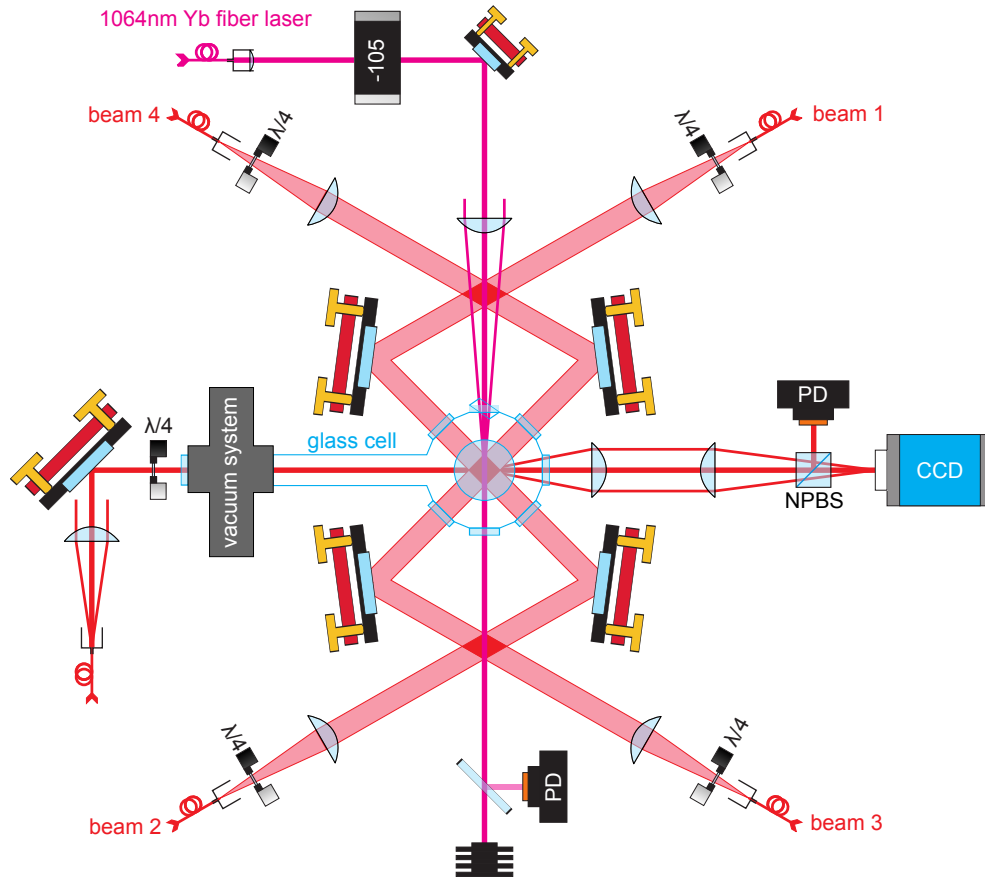 1064nm Yb fiber laser
-105
beam 4
λ/4
λ/4
beam 1
PD
λ/4
vacuum system
glass cell
NPBS
CCD
λ/4
λ/4
PD
beam 2
beam 3